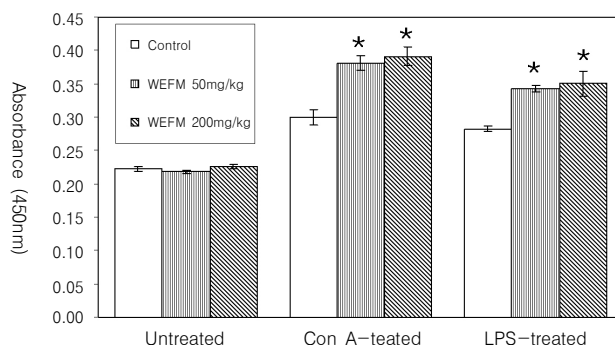 0.45
0.40
0.35
0.30
0.25
0.20
0.15
0.10
0.05
0.00
Absorbance (450nm)
Control
WEFM 50mg/kg
WEFM 200mg/kg
* * * *
Untreated Con A-teated LPS-treated